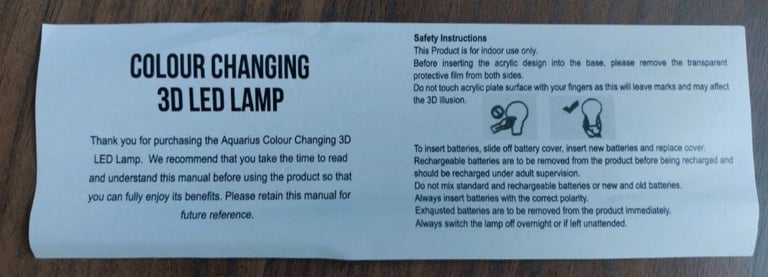 COLOUR CHANGING
3D LED LAMP
Thank you for purchasing the Aquarius Colour Changing 3D
LED Lamp. We recommend that you take the time to read
and understand this manual before using the product so that
you can fully enjoy its benefits. Please retain this manual for
future reference.
Safety Instructions
This Product is for indoor use only.
Before inserting the acrylic design into the base, please remove the transparent
protective film from both sides.
Do not touch acrylic plate surface with your fingers as this will leave marks and may affect
the 3D illusion.
To insert batteries, slide off battery cover, insert new batteries and replace cover.
Rechargeable batteries are to be removed from the product before being recharged and
should be recharged under adult supervision.
Do not mix standard and rechargeable batteries or new and old batteries.
Always insert batteries with the correct polarity.
Exhausted batteries are to be removed from the product immediately.
Always switch the lamp off overnight or if left unattended.